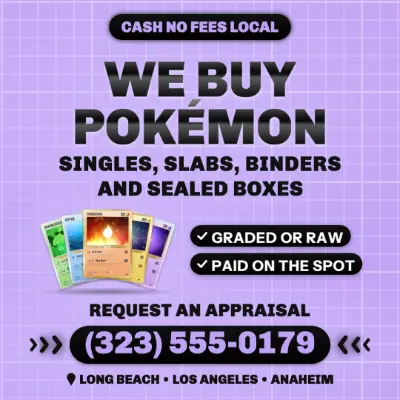 CASH NO FEES LOCAL
WE BUY
POKÉMON
SINGLES, SLABS, BINDERS
AND SEALED BOXES
✓ GRADED OR RAW
✓ PAID ON THE SPOT
REQUEST AN APPRAISAL
››› (323) 555-0179 ‹‹‹
LONG BEACH • LOS ANGELES • ANAHEIM